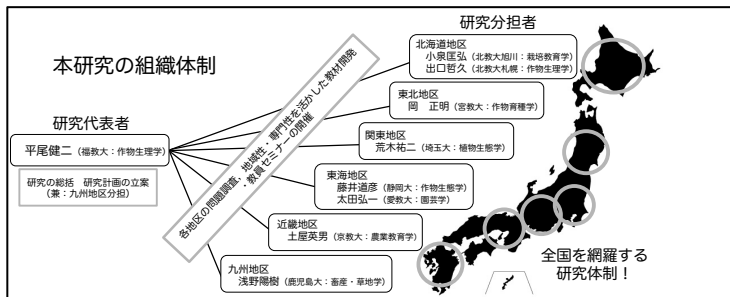 本研究の組織体制
研究代表者
平尾健二（福教大：作物生理学）
研究の総括　研究計画の立案
（兼：九州地区分担）
各地区の問題調査、地域性・専門性を活かした教材開発
・教員セミナーの開催
研究分担者
北海道地区
小泉匡弘（北教大旭川：栽培教育学）
出口哲久（北教大札幌：作物生理学）
東北地区
岡　正明（宮教大：作物育種学）
関東地区
荒木祐二（埼玉大：植物生態学）
東海地区
藤井道彦（静岡大：作物生態学）
太田弘一（愛教大：園芸学）
近畿地区
土屋英男（京教大：農業教育学）
九州地区
浅野陽樹（鹿児島大：畜産・草地学）
全国を網羅する
研究体制！